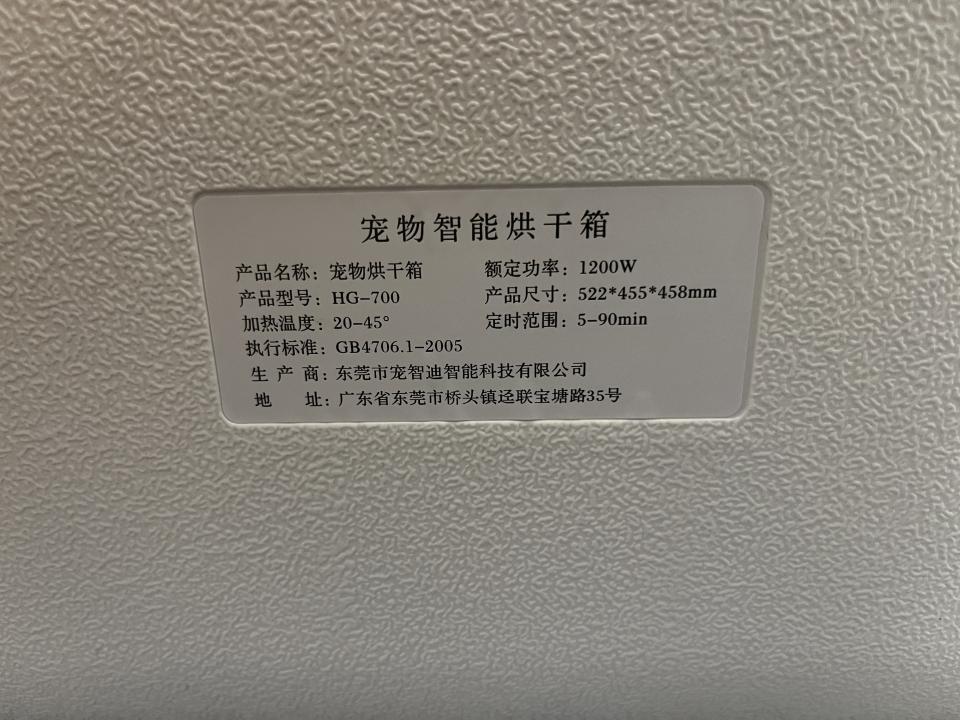 宠物智能烘干箱
产品名称：宠物烘干箱 额定功率：1200W
产品型号：HG-700 产品尺寸：522*455*458mm
加热温度：20-45° 定时范围：5-90min
执行标准：GB4706.1-2005
生 产 商：东莞市宠智迪智能科技有限公司
地 址：广东省东莞市桥头镇迳联宝塘路35号